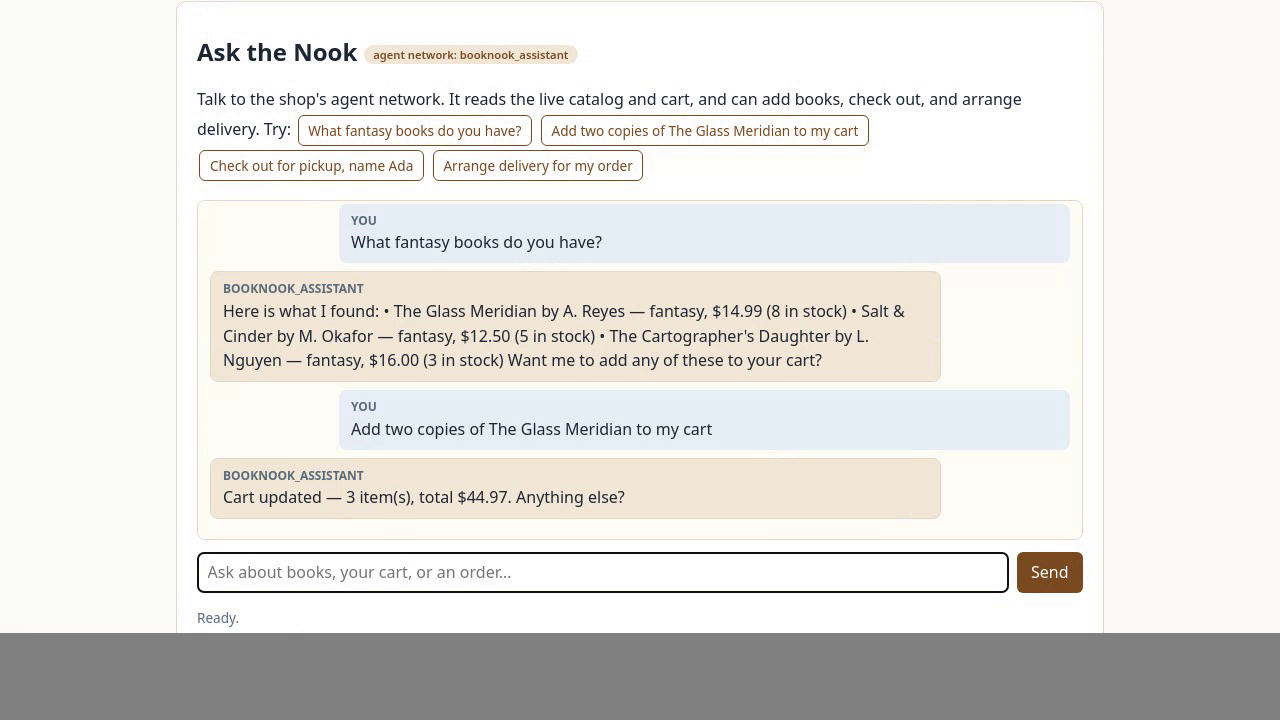 Ask the Nook agent network: booknook_assistant
Talk to the shop's agent network. It reads the live catalog and cart, and can add books, check out, and arrange
delivery. Try: What fantasy books do you have? Add two copies of The Glass Meridian to my cart
Check out for pickup, name Ada Arrange delivery for my order
YOU
What fantasy books do you have?
BOOKNOOK_ASSISTANT
Here is what I found: • The Glass Meridian by A. Reyes — fantasy, $14.99 (8 in stock) • Salt &
Cinder by M. Okafor — fantasy, $12.50 (5 in stock) • The Cartographer's Daughter by L.
Nguyen — fantasy, $16.00 (3 in stock) Want me to add any of these to your cart?
YOU
Add two copies of The Glass Meridian to my cart
BOOKNOOK_ASSISTANT
Cart updated — 3 item(s), total $44.97. Anything else?
Ask about books, your cart, or an order...
Send
Ready.